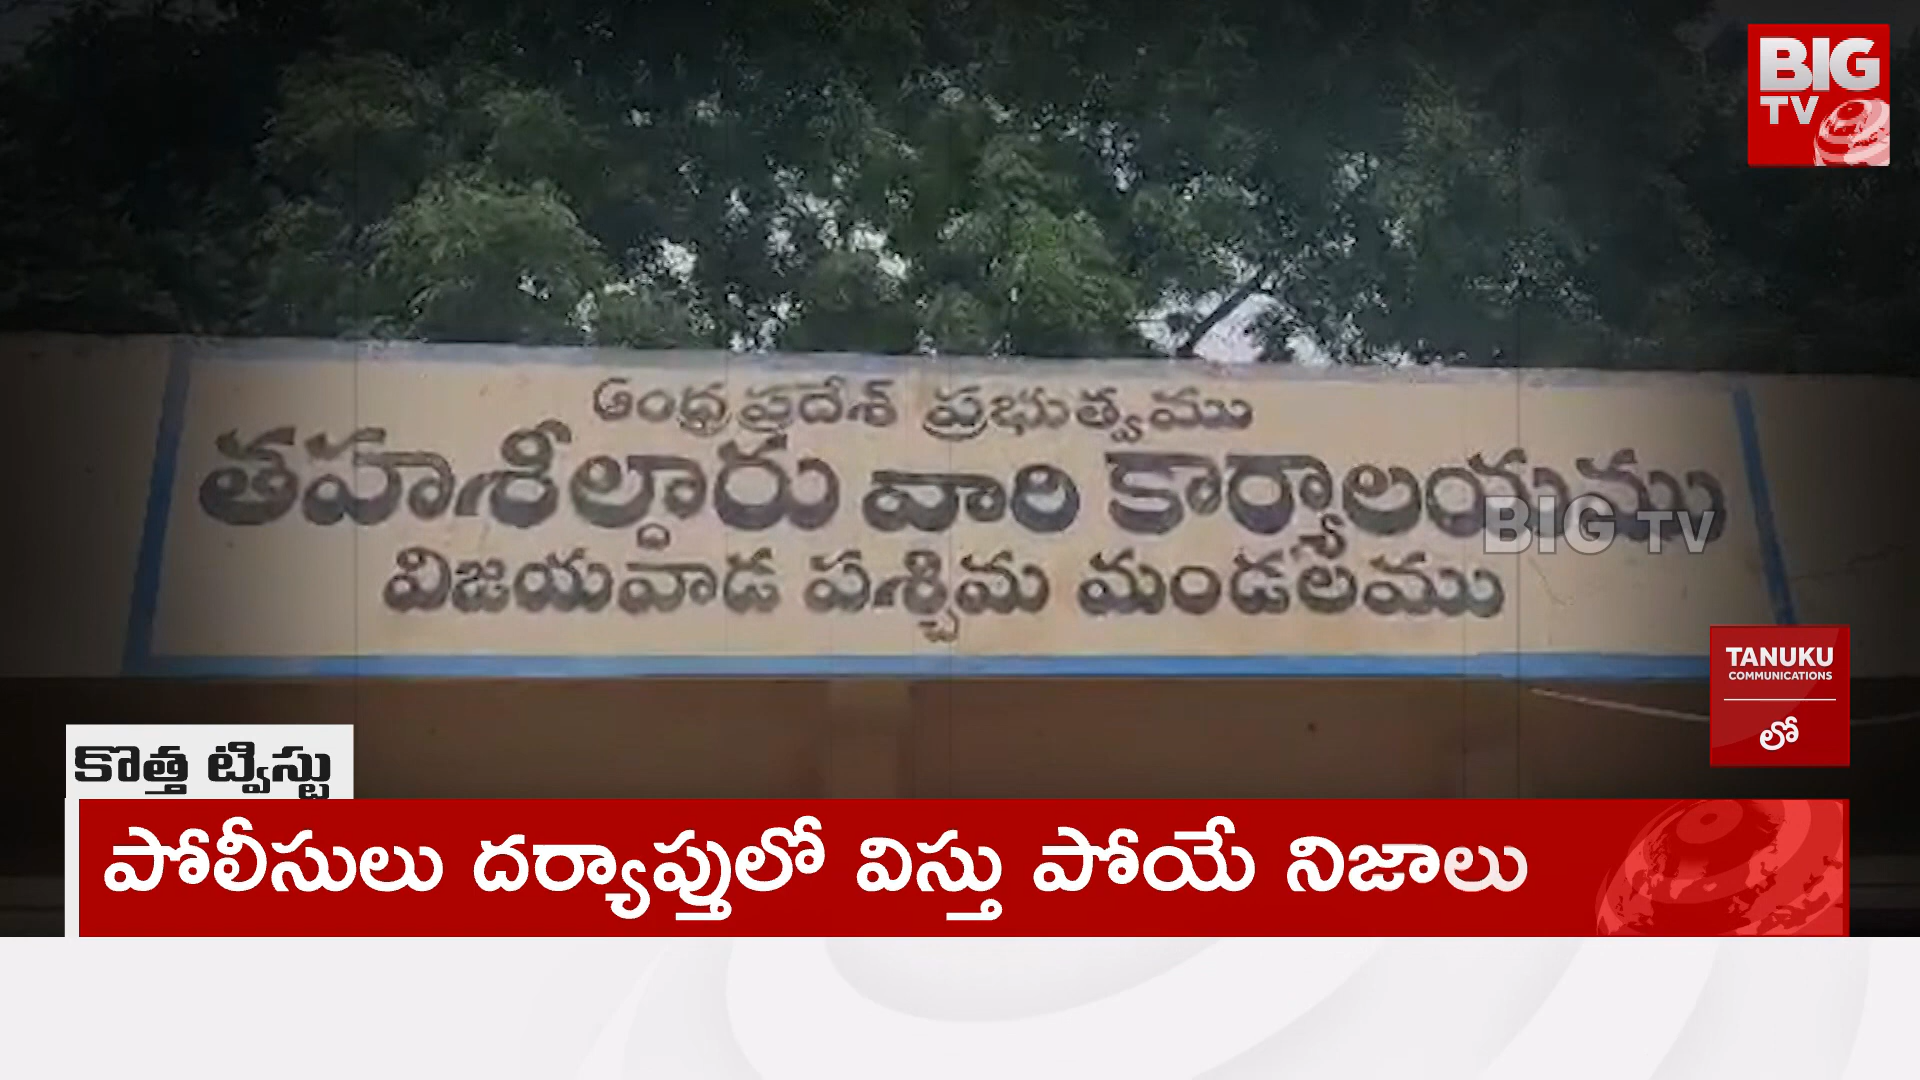 BIG
TV
ఆంధ్రప్రదేశ్ ప్రభుత్వము
తహశీల్దారు వారి కార్యాలయము
BIG TV
విజయవాడ పశ్చిమ మండలము
TANUKU
COMMUNICATIONS
లో
కొత్త ట్విస్టు
పోలీసులు దర్యాప్తులో విస్తు పోయే నిజాలు